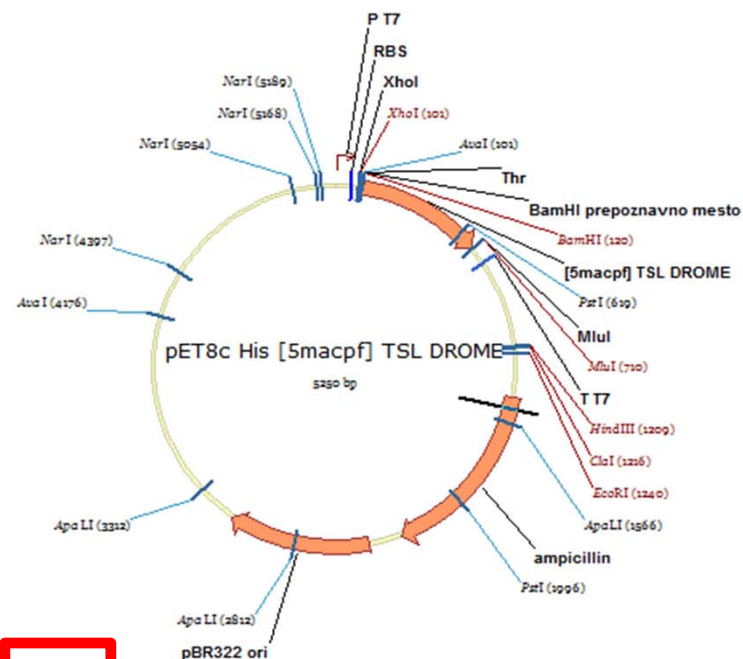 P T7
RBS
XhoI
NarI (5189)
NarI (5168)
XhoI (101)
NarI (5054)
AvaI (101)
Thr
BamHI prepoznavno mesto
BamHI (120)
[5macpf] TSL DROME
PstI (619)
MluI
MluI (710)
T T7
HindIII (1209)
ClaI (1216)
EcoRI (1240)
ApaLI (1566)
ampicillin
PstI (1996)
NarI (4397)
AvaI (4176)
pET8c His [5macpf] TSL DROME
5250 bp
ApaLI (3312)
ApaLI (2812)
pBR322 ori